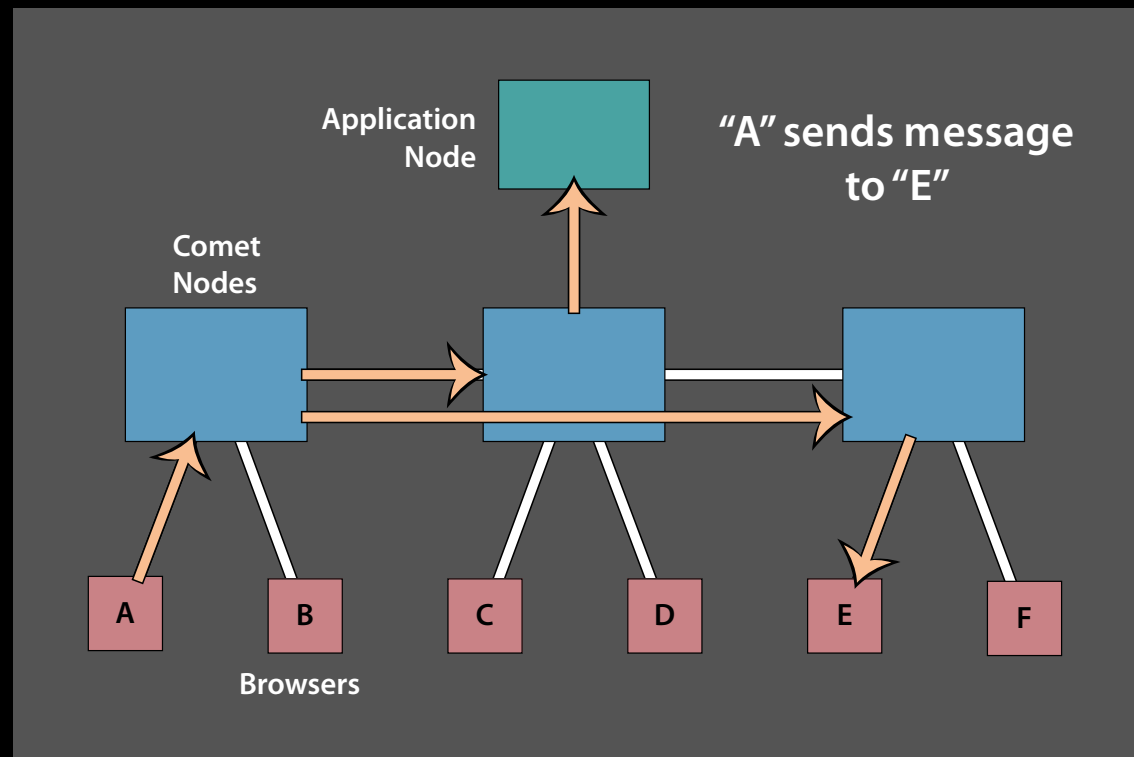 Application
Node
“A” sends message
to “E”
Comet
Nodes
A
B
C
D
E
F
Browsers